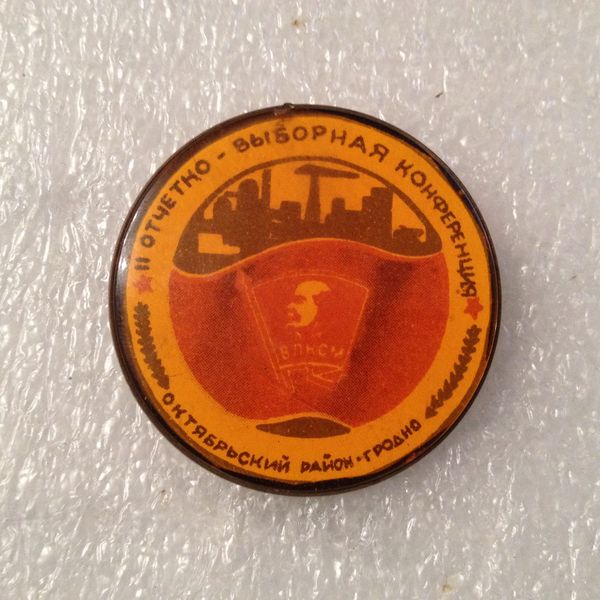 II ОТЧЕТНО - ВЫБОРНАЯ КОНФЕРЕНЦИЯ
ВЛКСМ
ОКТЯБРЬСКИЙ РАЙОН · ГРОДНО